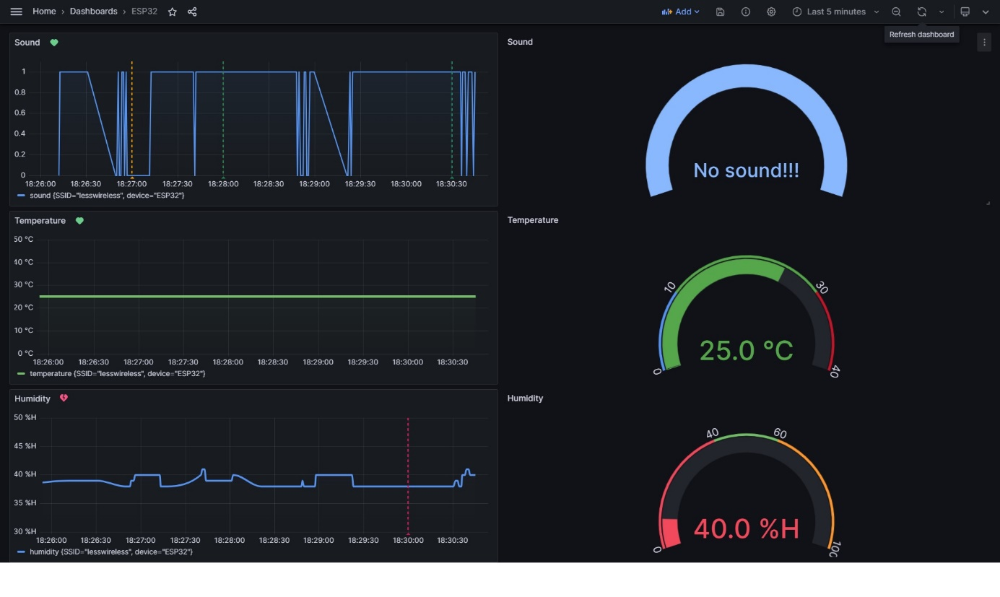 Home › Dashboards › ESP32
Add
Last 5 minutes
Refresh dashboard
Sound
1
0.8
0.6
0.4
0.2
0
18:26:00 18:26:30 18:27:00 18:27:30 18:28:00 18:28:30 18:29:00 18:29:30 18:30:00 18:30:30
sound {SSID="lesswireless", device="ESP32"}
Sound
No sound!!!
Temperature
50 °C
40 °C
30 °C
20 °C
10 °C
0 °C
18:26:00 18:26:30 18:27:00 18:27:30 18:28:00 18:28:30 18:29:00 18:29:30 18:30:00 18:30:30
temperature {SSID="lesswireless", device="ESP32"}
Temperature
0
10
30
40
25.0 °C
Humidity
50 %H
45 %H
40 %H
35 %H
30 %H
18:26:00 18:26:30 18:27:00 18:27:30 18:28:00 18:28:30 18:29:00 18:29:30 18:30:00 18:30:30
humidity {SSID="lesswireless", device="ESP32"}
Humidity
0
40
60
100
40.0 %H